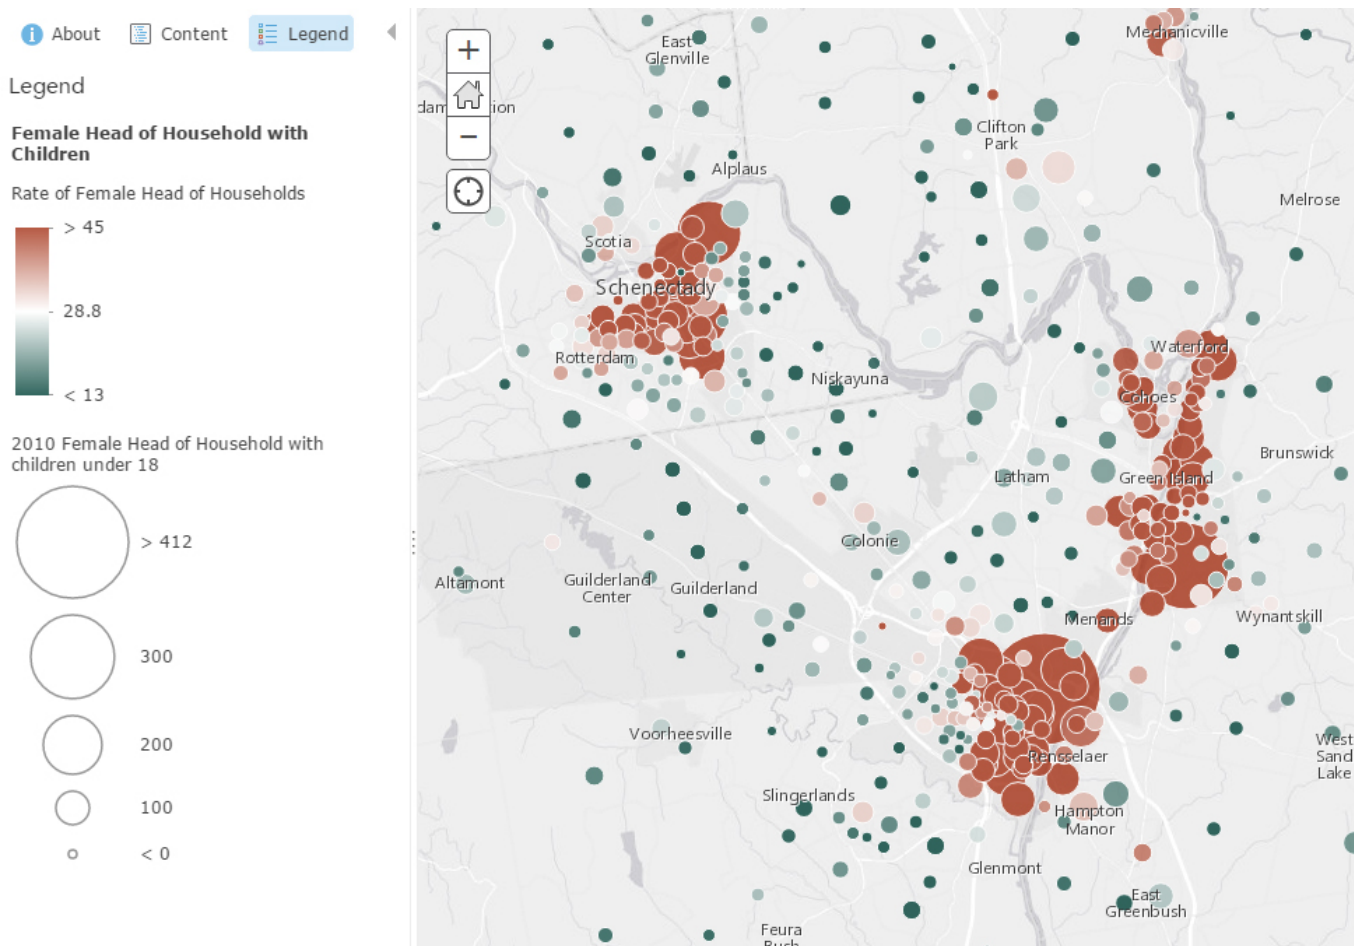 About
Content
Legend
Legend
Female Head of Household with
Children
Rate of Female Head of Households
> 45
28.8
< 13
2010 Female Head of Household with
children under 18
> 412
300
200
100
< 0
+
−
East
Glenville
Mechanicville
Clifton
Park
Alplaus
Melrose
Scotia
Schenectady
Rotterdam
Niskayuna
Waterford
Cohoes
Brunswick
Latham
Green Island
Colonie
Altamont
Guilderland
Center
Guilderland
Menands
Wynantskill
Voorheesville
Rensselaer
West
Sand
Lake
Slingerlands
Hampton
Manor
Glenmont
East
Greenbush
Feura